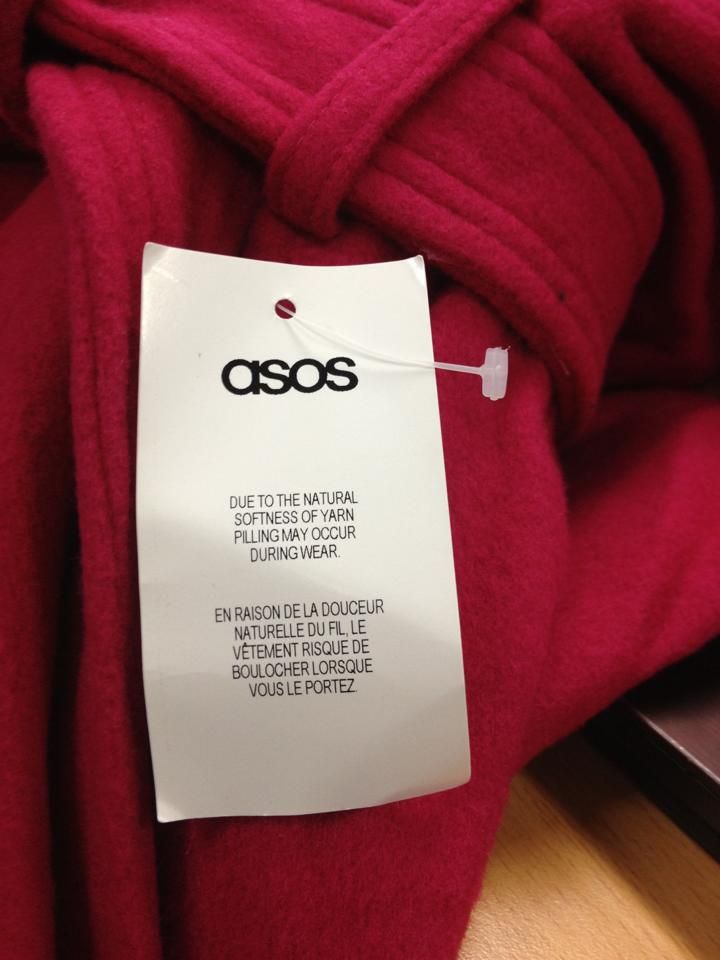 asos
DUE TO THE NATURAL
SOFTNESS OF YARN
PILLING MAY OCCUR
DURING WEAR.
EN RAISON DE LA DOUCEUR
NATURELLE DU FIL, LE
VÊTEMENT RISQUE DE
BOULOCHER LORSQUE
VOUS LE PORTEZ.